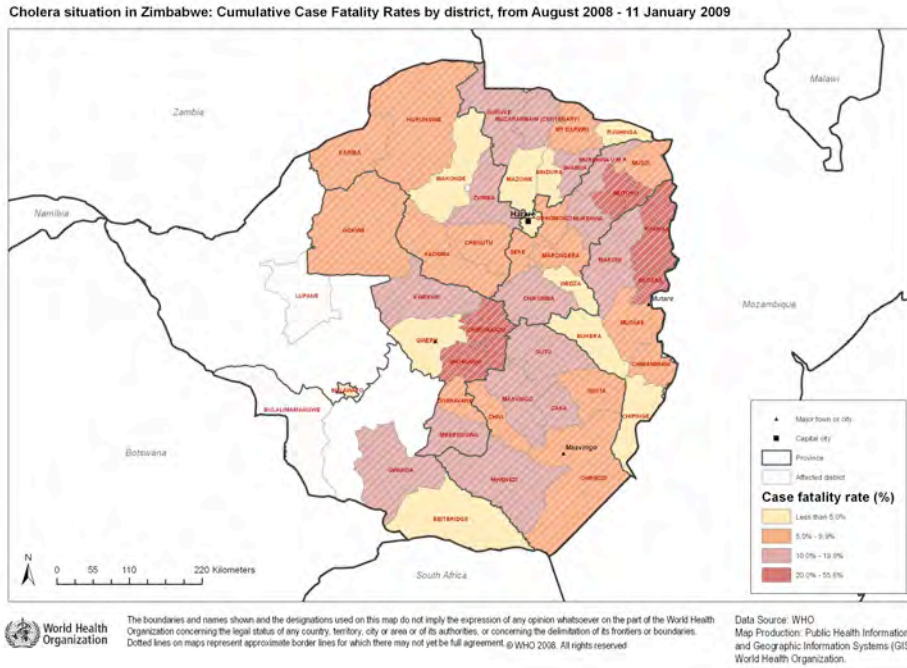 Cholera situation in Zimbabwe: Cumulative Case Fatality Rates by district, from August 2008 - 11 January 2009
Malawi
Zambia
HURUNGWE
MT DARWIN
RUSHINGA
KARIBA
MAKONDE
MAZOWE
BINDURA
Harare
Namibia
GOKWE
CHEGUTU
KADOMA
SEKE
MARONDERA
HWEDZA
LUPANE
KWEKWE
CHIKOMBA
Mutare
Mozambique
BUHERA
GWERU
GUTU
CHIMANIMANI
BULILIMAMANGWE
MASVINGO
ZAKA
CHIVI
CHIPINGE
Botswana
MBERENGWA
Masvingo
GWANDA
MWENEZI
CHIREDZI
BEITBRIDGE
South Africa
N
0 55 110 220 Kilometers
Major town or city
Capital city
Province
Affected district
Case fatality rate (%)
Less than 5.0%
5.0% - 9.9%
10.0% - 19.9%
20.0% - 55.6%
World Health
Organization
The boundaries and names shown and the designations used on this map do not imply the expression of any opinion whatsoever on the part of the World Health
Organization concerning the legal status of any country, territory, city or area or of its authorities, or concerning the delimitation of its frontiers or boundaries.
Dotted lines on maps represent approximate border lines for which there may not yet be full agreement. © WHO 2008. All rights reserved
Data Source: WHO
Map Production: Public Health Information
and Geographic Information Systems (GIS
World Health Organization.